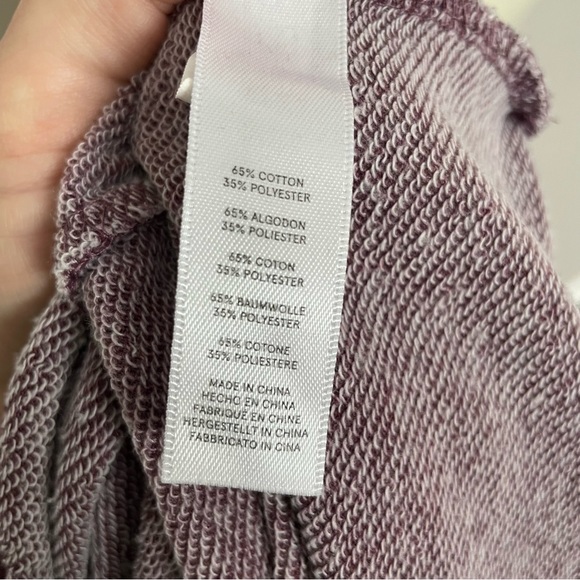 65% COTTON
35% POLYESTER
65% ALGODON
35% POLIESTER
65% COTON
35% POLYESTER
65% BAUMWOLLE
35% POLYESTER
65% COTONE
35% POLIESTERE
MADE IN CHINA
HECHO EN CHINA
FABRIQUE EN CHINE
HERGESTELLT IN CHINA
FABBRICATO IN CINA